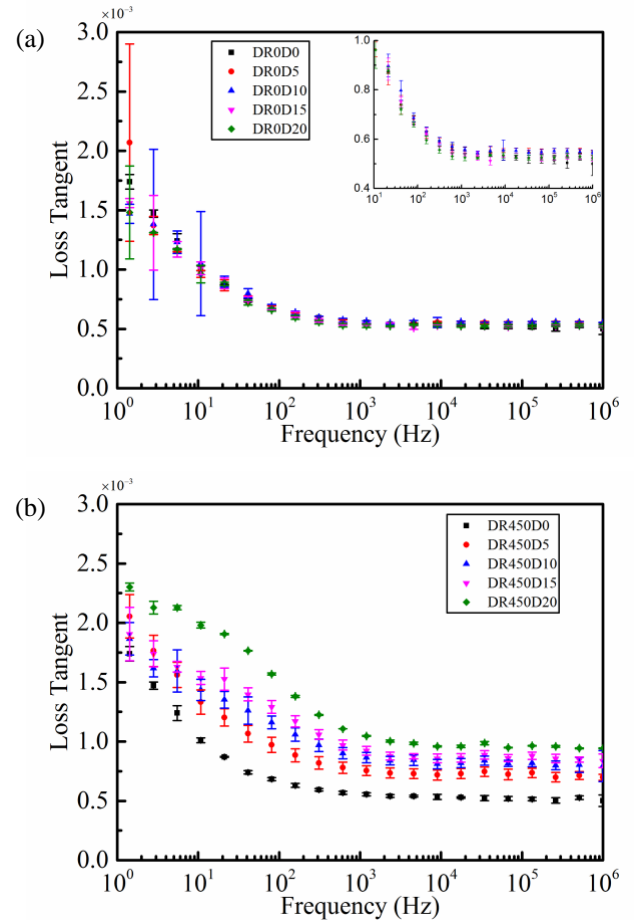 (a)
×10⁻³
3.0
2.5
2.0
1.5
1.0
0.5
0.0
Loss Tangent
DR0D0
DR0D5
DR0D10
DR0D15
DR0D20
1.0
0.8
0.6
0.4
10¹ 10² 10³ 10⁴ 10⁵ 10⁶
10⁰ 10¹ 10² 10³ 10⁴ 10⁵ 10⁶
Frequency (Hz)
(b)
×10⁻³
3.0
2.5
2.0
1.5
1.0
0.5
0.0
Loss Tangent
DR450D0
DR450D5
DR450D10
DR450D15
DR450D20
10⁰ 10¹ 10² 10³ 10⁴ 10⁵ 10⁶
Frequency (Hz)